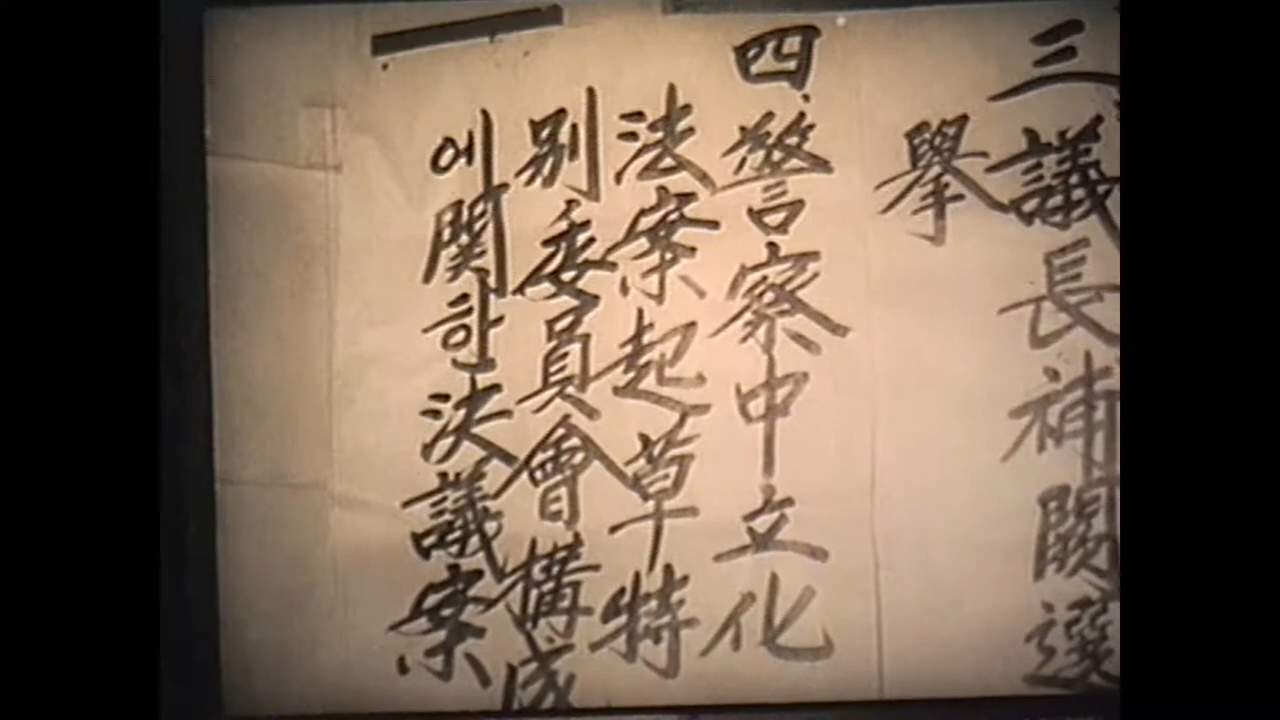 三議長補闕選
擧
四.警察中立化
法案起草特
別委員會構成
에関한決議案